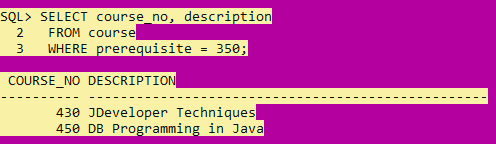 SQL> SELECT course_no, description
  2   FROM course
  3   WHERE prerequisite = 350;
 COURSE_NO DESCRIPTION
---------- --------------------------------------------------
       430 JDeveloper Techniques
       450 DB Programming in Java